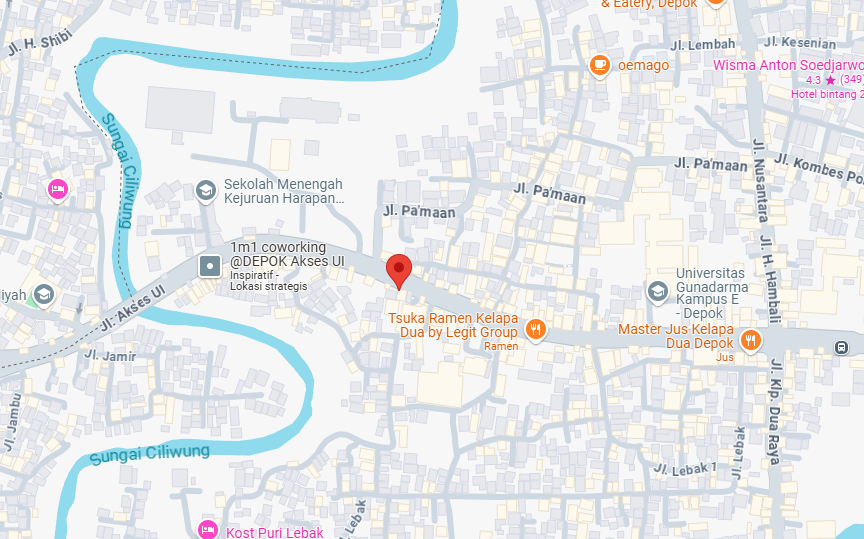 & Eatery, Depok
Jl. H. Shibi
Jl. Lembah
Jl. Kesenian
oemago
Wisma Anton Soedjarwo
4.3 ★ (349)
Hotel bintang 2
Sungai Ciliwung
Jl. Nusantara
Jl. Pa'maan
Jl. Kombes Pol
Sekolah Menengah
Kejuruan Harapan...
Jl. Pa'maan
Jl. Pa'maan
1m1 coworking
@DEPOK Akses UI
Inspiratif -
Lokasi strategis
Jl. H. Hambali
Universitas
Gunadarma
Kampus E
- Depok
iyah
Jl. Akses UI
Tsuka Ramen Kelapa
Dua by Legit Group
Ramen
Master Jus Kelapa
Dua Depok
Jus
Jl. Jamir
Jl. Jambu
Jl. Klp. Dua Raya
Sungai Ciliwung
Jl. Lebak
Jl. Lebak 1
l. Lebak
Kost Puri Lebak